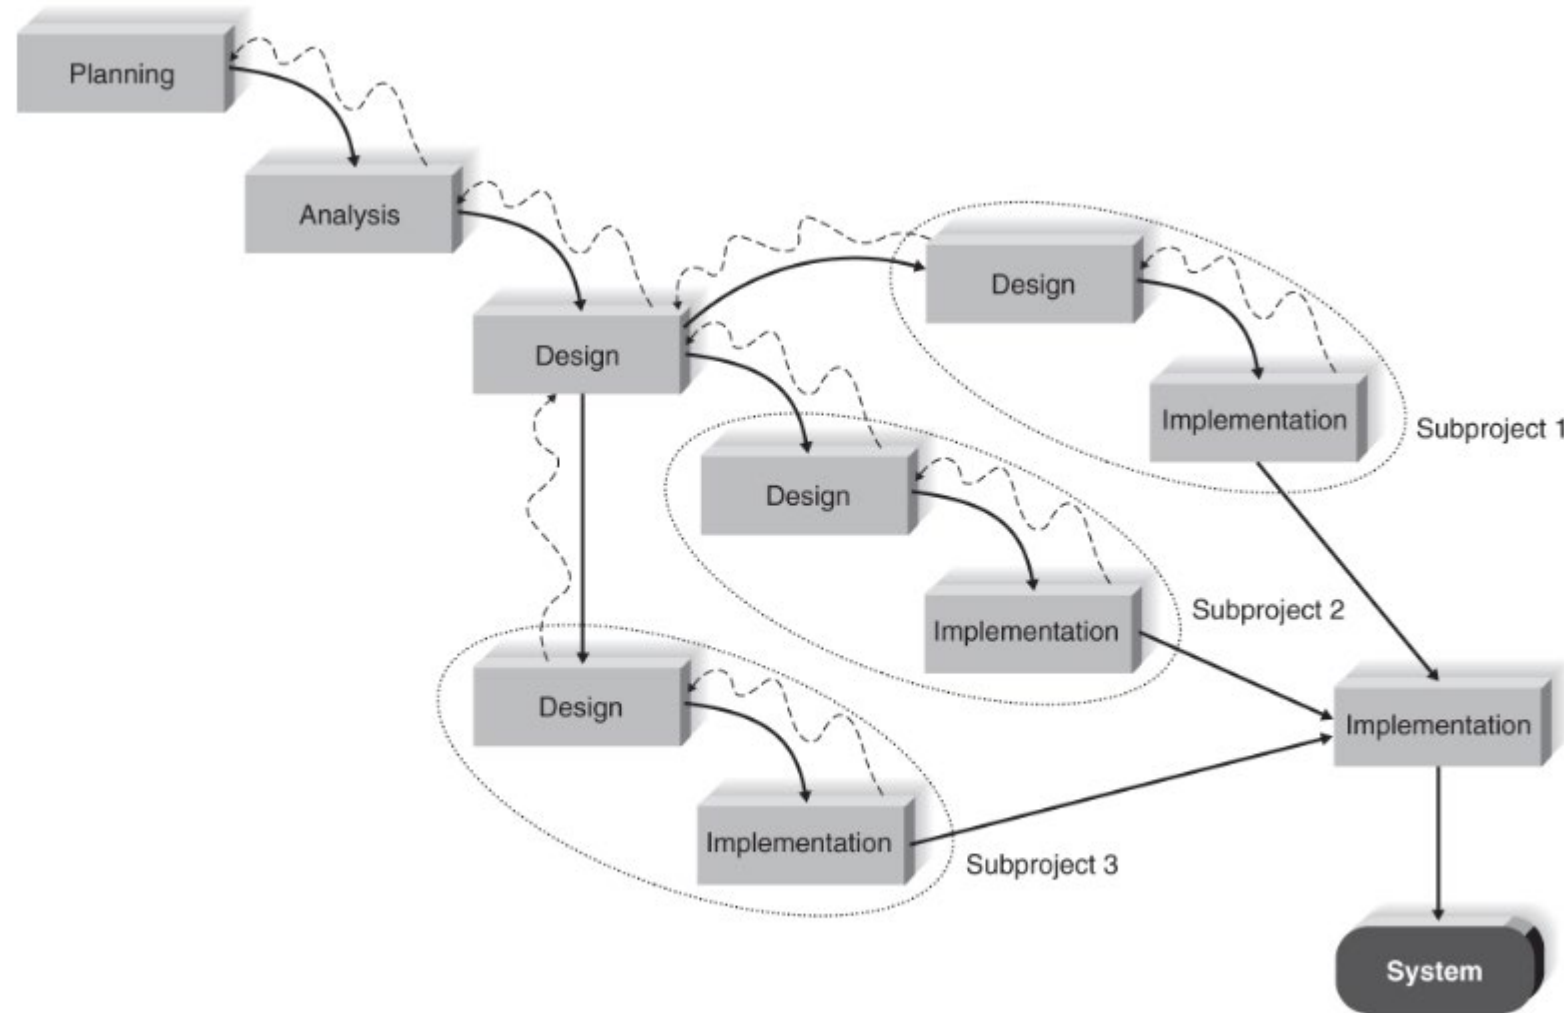 Planning
Analysis
Design
Design
Implementation
Subproject 1
Design
Implementation
Subproject 2
Design
Implementation
Subproject 3
Implementation
System